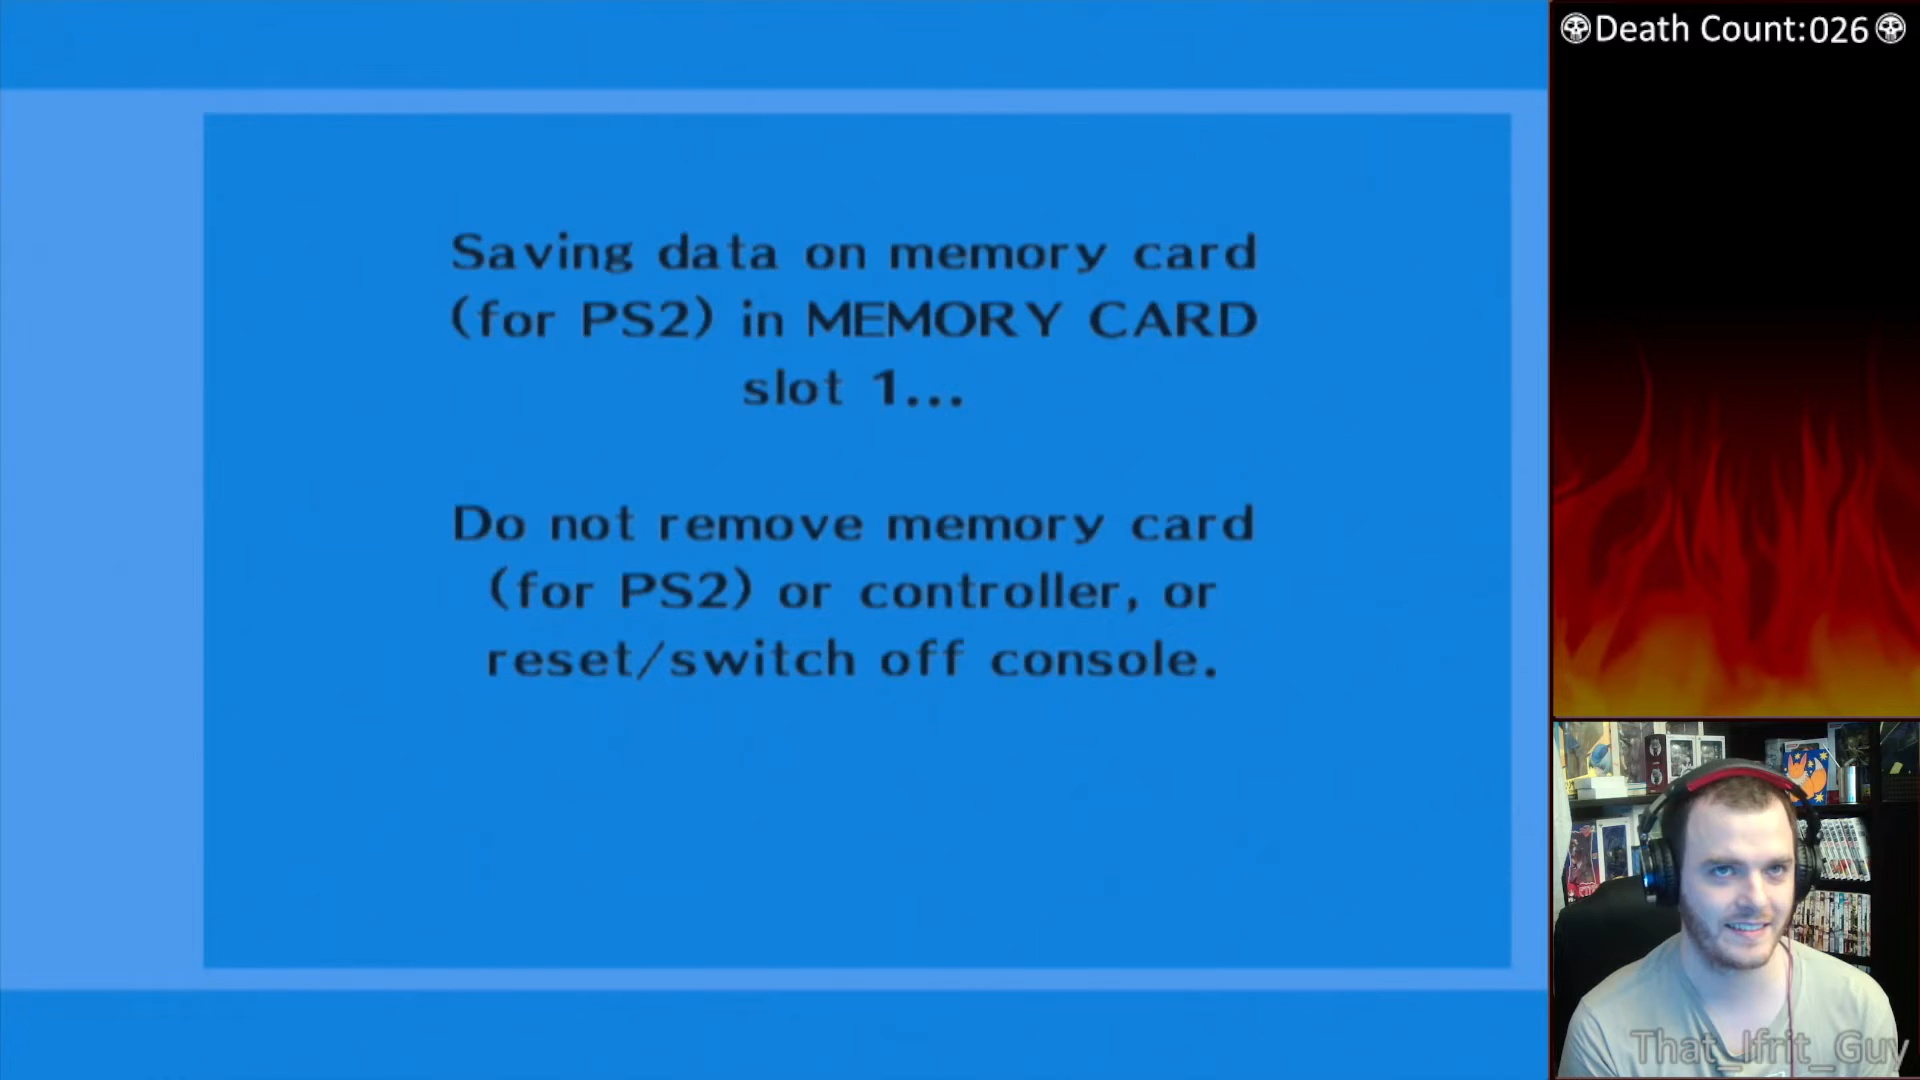 Death Count:026
Saving data on memory card
(for PS2) in MEMORY CARD
slot 1...
Do not remove memory card
(for PS2) or controller, or
reset/switch off console.
That_Ifrit_Guy